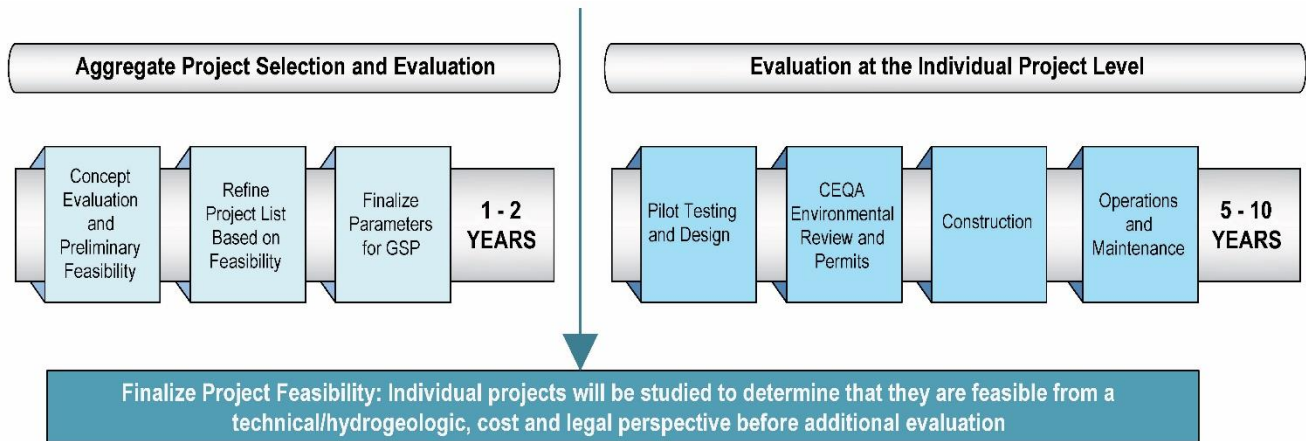 Aggregate Project Selection and Evaluation
Concept
Evaluation
and
Preliminary
Feasibility
Refine
Project List
Based on
Feasibility
Finalize
Parameters
for GSP
1 - 2
YEARS
Evaluation at the Individual Project Level
Pilot Testing
and Design
CEQA
Environmental
Review and
Permits
Construction
Operations
and
Maintenance
5 - 10
YEARS
Finalize Project Feasibility: Individual projects will be studied to determine that they are feasible from a
technical/hydrogeologic, cost and legal perspective before additional evaluation